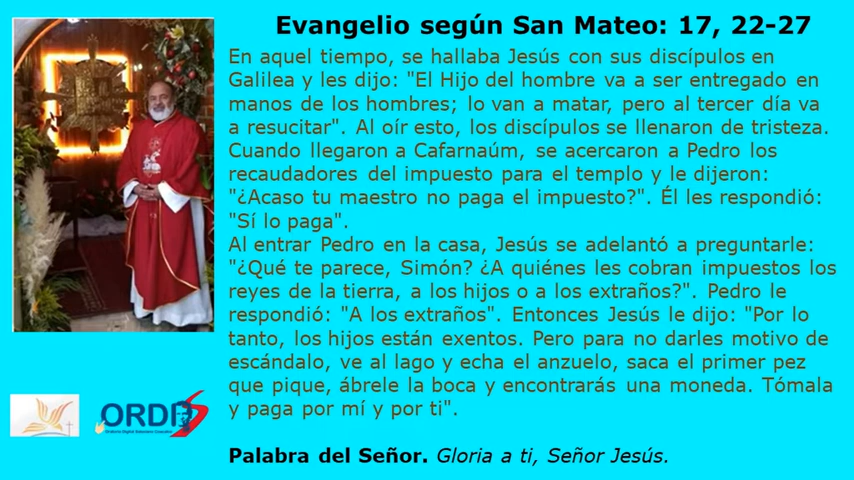 Evangelio según San Mateo: 17, 22-27
En aquel tiempo, se hallaba Jesús con sus discípulos en
Galilea y les dijo: "El Hijo del hombre va a ser entregado en
manos de los hombres; lo van a matar, pero al tercer día va
a resucitar". Al oír esto, los discípulos se llenaron de tristeza.
Cuando llegaron a Cafarnaúm, se acercaron a Pedro los
recaudadores del impuesto para el templo y le dijeron:
"¿Acaso tu maestro no paga el impuesto?". Él les respondió:
"Sí lo paga".
Al entrar Pedro en la casa, Jesús se adelantó a preguntarle:
"¿Qué te parece, Simón? ¿A quiénes les cobran impuestos los
reyes de la tierra, a los hijos o a los extraños?". Pedro le
respondió: "A los extraños". Entonces Jesús le dijo: "Por lo
tanto, los hijos están exentos. Pero para no darles motivo de
escándalo, ve al lago y echa el anzuelo, saca el primer pez
que pique, ábrele la boca y encontrarás una moneda. Tómala
y paga por mí y por ti".
Palabra del Señor. Gloria a ti, Señor Jesús.
ORDI